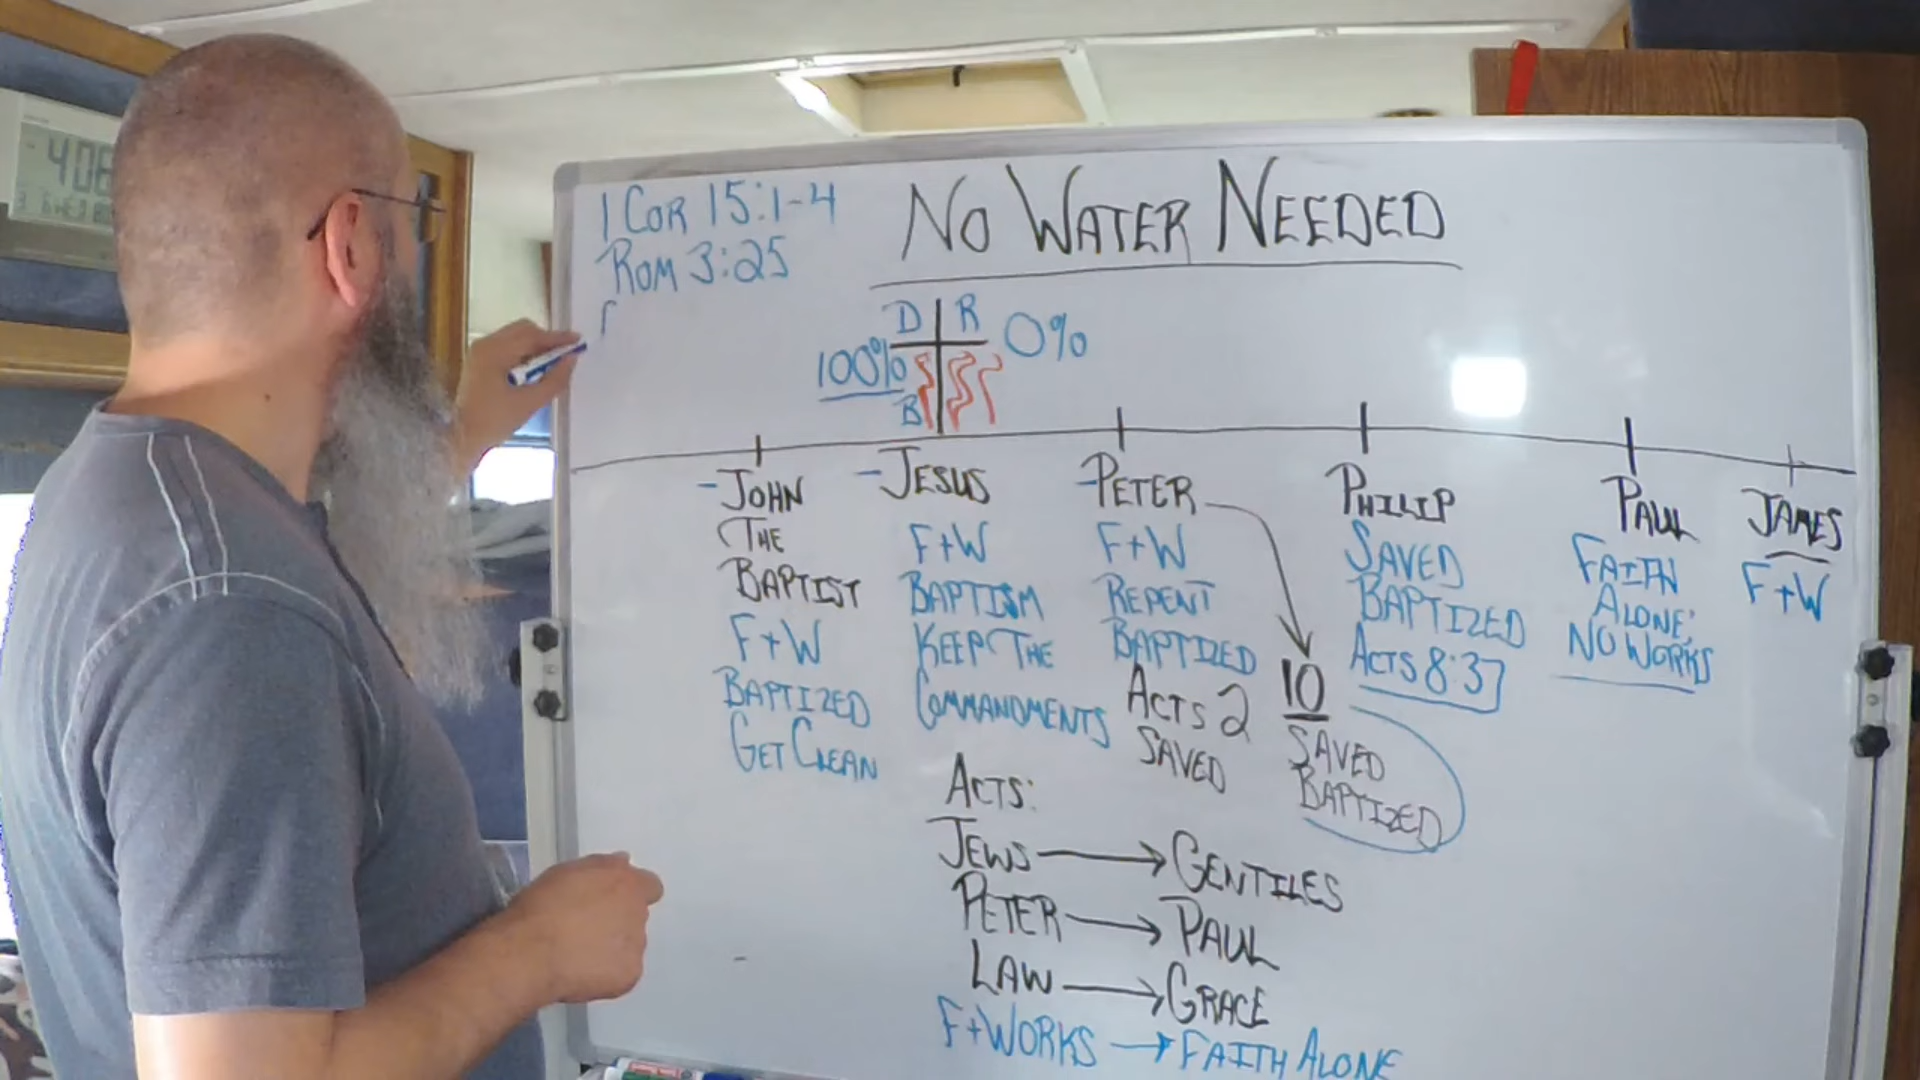 NO WATER NEEDED
1 COR 15:1-4
ROM 3:25
D R
100% 0%
B
-JOHN
THE
BAPTIST
F+W
BAPTIZED
GET CLEAN
-JESUS
F+W
BAPTISM
KEEP THE
COMMANDMENTS
-PETER
F+W
REPENT
BAPTIZED
ACTS 2
SAVED
10
SAVED
BAPTIZED
PHILIP
SAVED
BAPTIZED
ACTS 8:37
PAUL
FAITH
ALONE;
NO WORKS
JAMES
F+W
ACTS:
JEWS → GENTILES
PETER → PAUL
LAW → GRACE
F+WORKS → FAITH ALONE